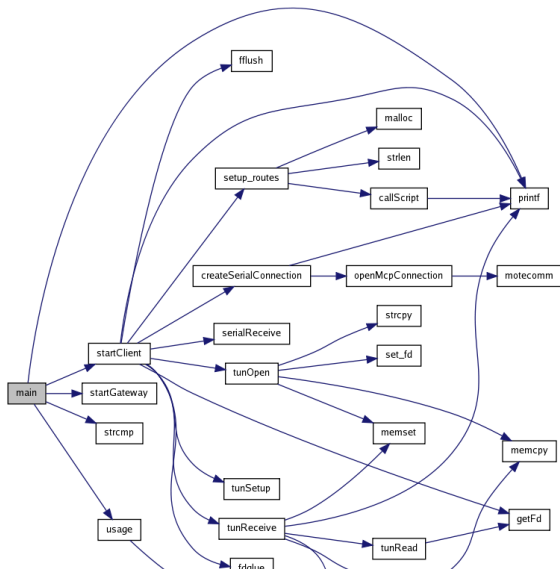 fflush
malloc
strlen
setup_routes
callScript
printf
createSerialConnection
openMcpConnection
motecomm
strcpy
serialReceive
startClient
set_fd
tunOpen
main
startGateway
strcmp
memset
memcpy
tunSetup
getFd
usage
tunReceive
tunRead
fdglue